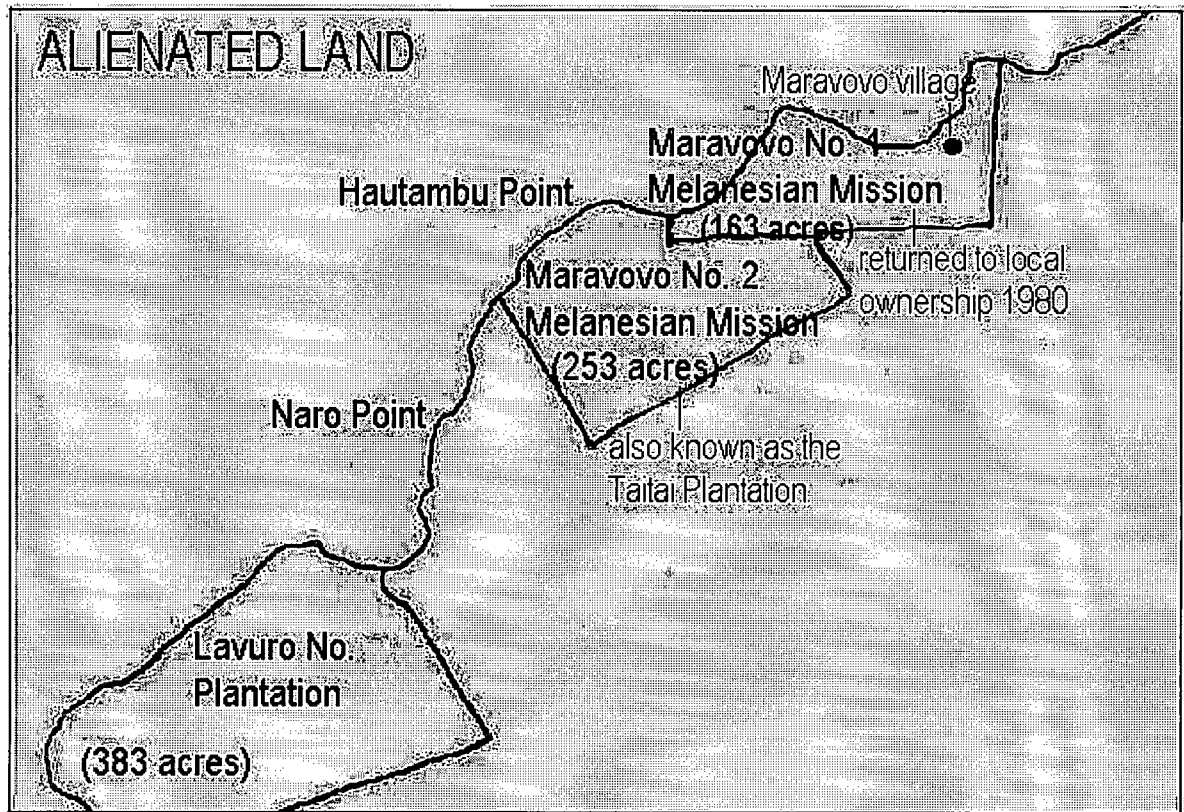 ALIENATED LAND
Maravovo village
Maravovo No. 1
Melanesian Mission
(163 acres)
Hautambu Point
returned to local
ownership 1980
Maravovo No. 2
Melanesian Mission
(253 acres)
Naro Point
also known as the
Taitai Plantation
Lavuro No.
Plantation
(383 acres)